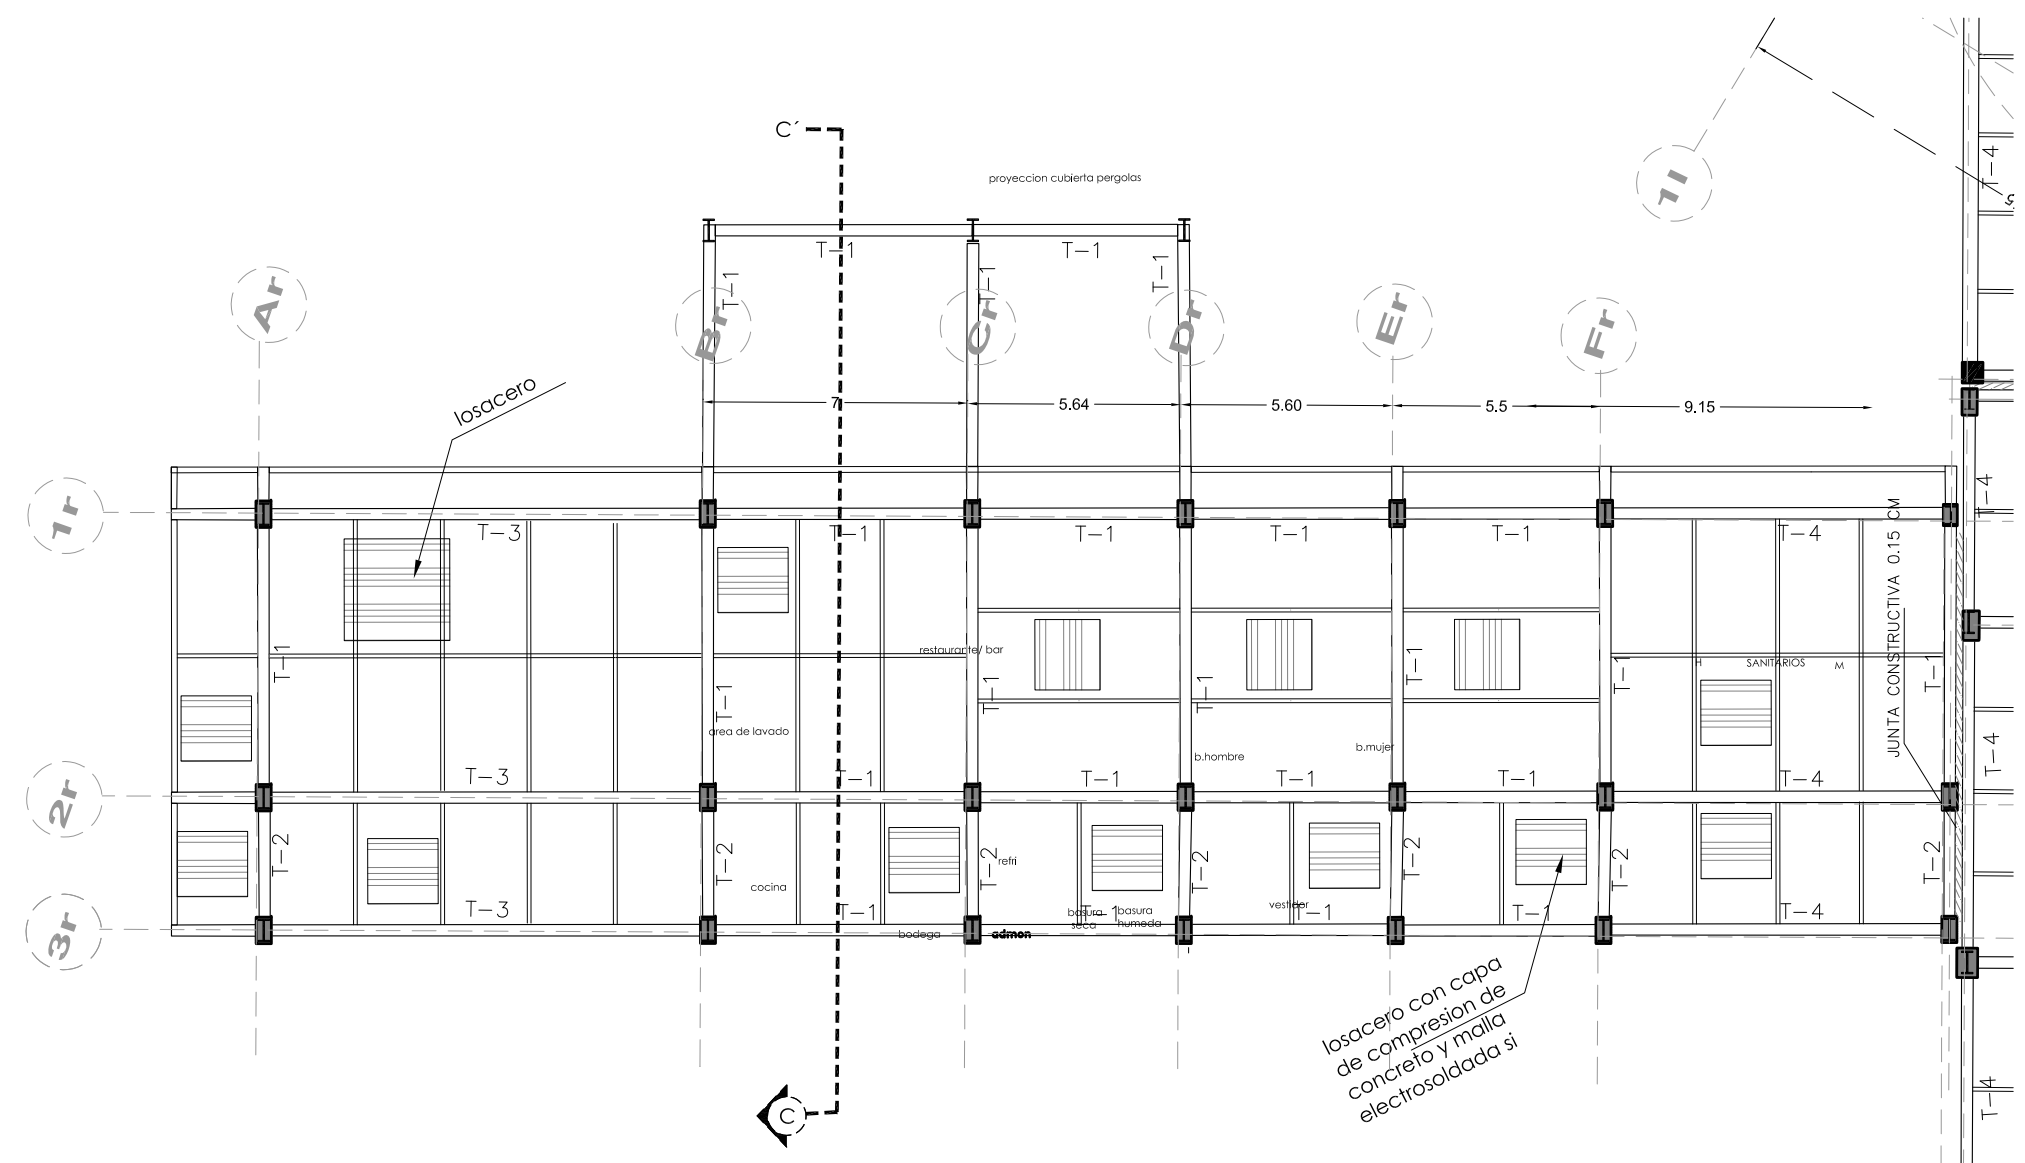 C´
proyeccion cubierta pergolas
11
T-4
5
T-1
T-1
T-1
T-1
T-1
Ar
Br
Cr
Dr
Er
Fr
losacero
7
5.64
5.60
5.5
9.15
1r
T-3
T-1
T-1
T-1
T-1
T-4
T-4
JUNTA CONSTRUCTIVA 0.15 CM
restaurante/ bar
H
SANITARIOS
M
T-1
T-1
T-1
T-1
T-1
T-1
T-1
area de lavado
b.hombre
b.mujer
T-4
2r
T-3
T-1
T-1
T-1
T-1
T-4
T-2
T-2
T-2
T-2
T-2
T-2
T-2
refri
cocina
3r
T-3
T-1
T-1
T-1
T-1
T-4
basura
seca
basura
humeda
vestidor
bodega
admon
losacero con capa
de compresion de
concreto y malla
electrosoldada si
C
T-4